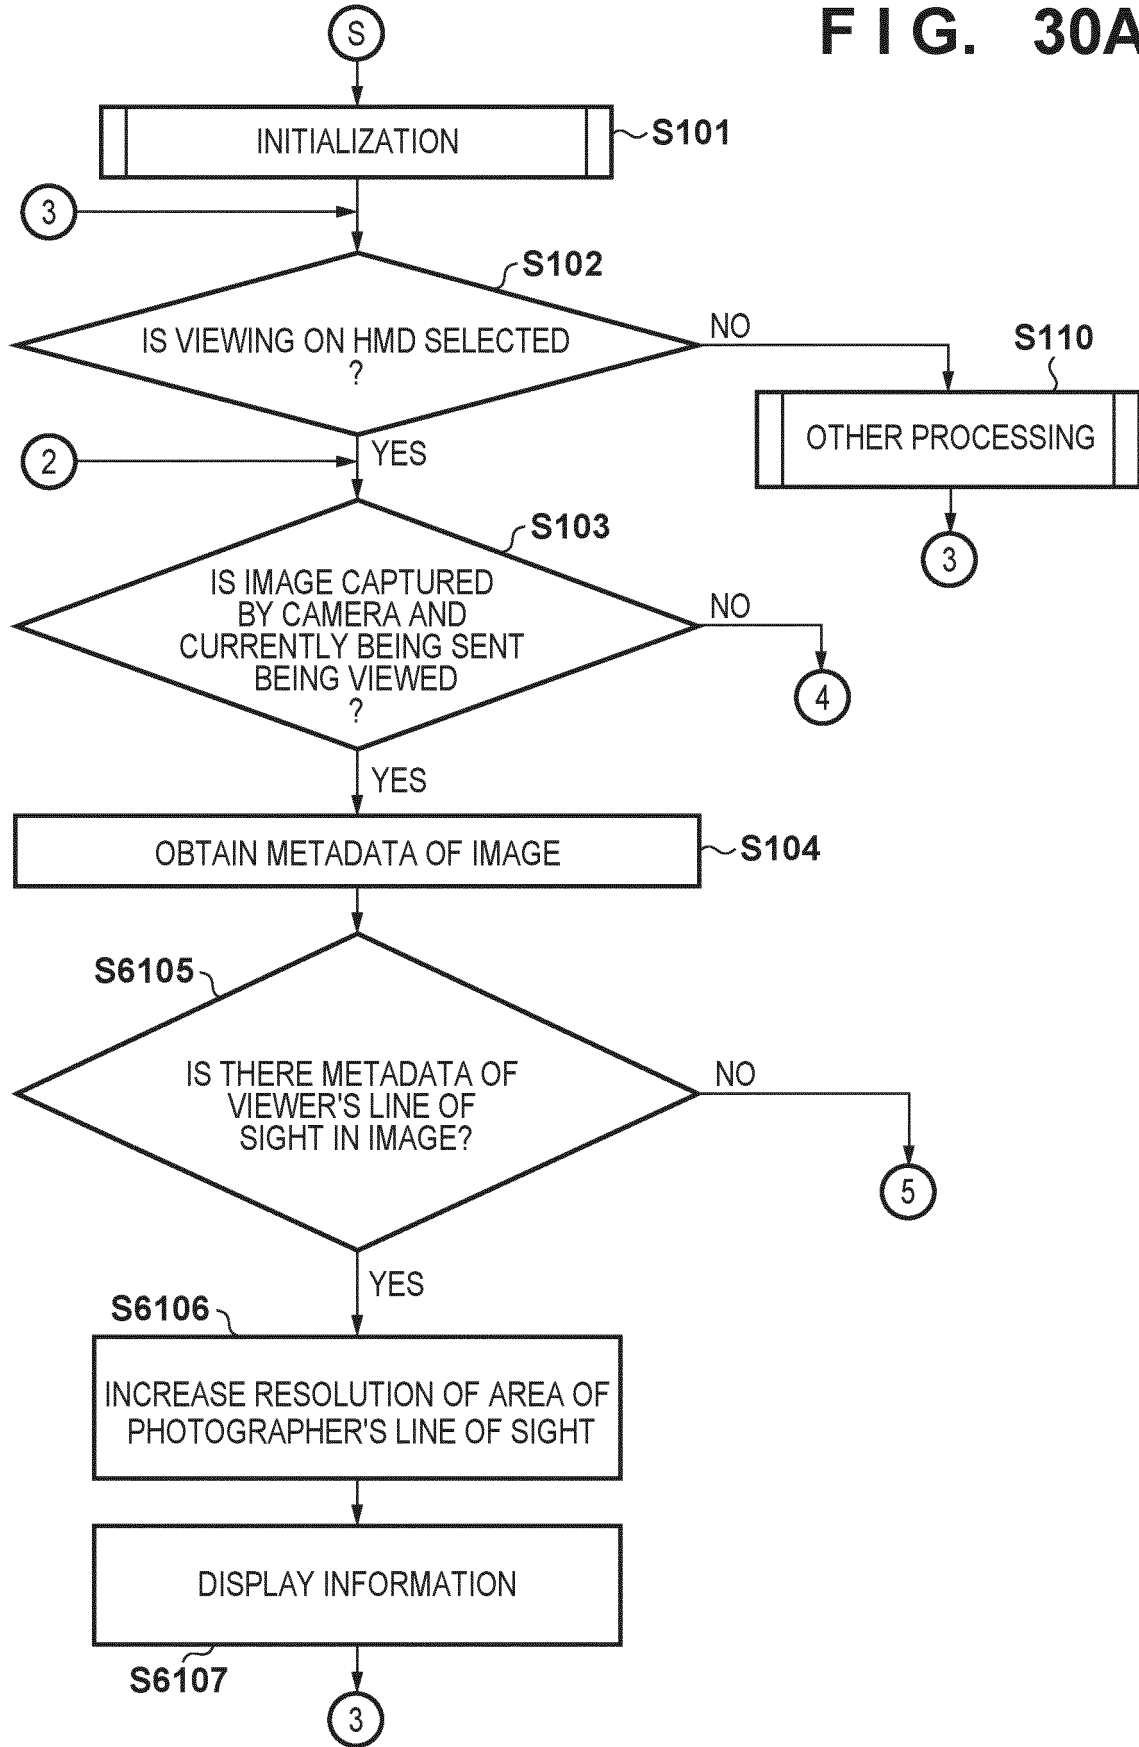 F I G. 30A
S
INITIALIZATION
S101
3
S102
IS VIEWING ON HMD SELECTED
?
NO
S110
OTHER PROCESSING
3
YES
2
S103
IS IMAGE CAPTURED
BY CAMERA AND
CURRENTLY BEING SENT
BEING VIEWED
?
NO
4
YES
OBTAIN METADATA OF IMAGE
S104
S6105
IS THERE METADATA OF
VIEWER'S LINE OF
SIGHT IN IMAGE?
NO
5
YES
S6106
INCREASE RESOLUTION OF AREA OF
PHOTOGRAPHER'S LINE OF SIGHT
DISPLAY INFORMATION
S6107
3